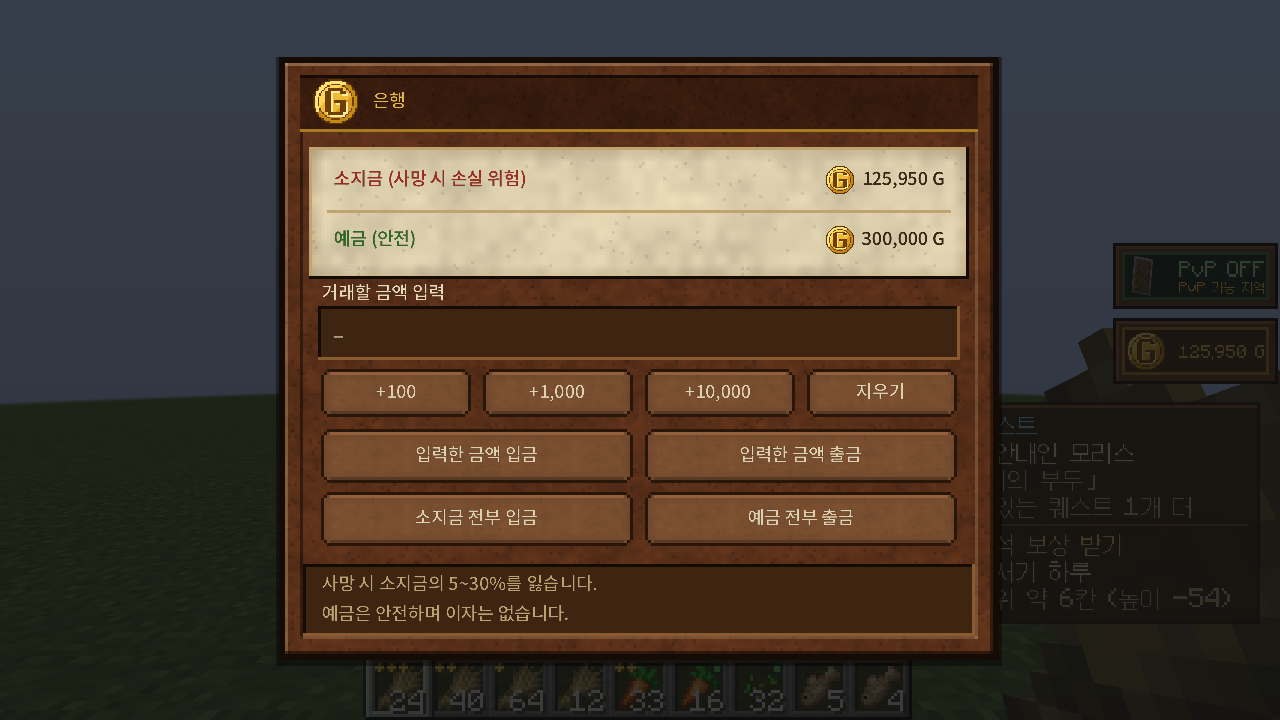 은행
소지금 (사망 시 손실 위험)
125,950 G
예금 (안전)
300,000 G
거래할 금액 입력
_
+100
+1,000
+10,000
지우기
입력한 금액 입금
입력한 금액 출금
소지금 전부 입금
예금 전부 출금
사망 시 소지금의 5~30%를 잃습니다.
예금은 안전하며 이자는 없습니다.
PvP OFF
PvP 가능 지역
125,950 G
스트
안내인 모리스
의 부두」
있는 퀘스트 1개 더
보상 받기
하루
약 6칸 (높이 -54)
24
40
64
12
33
16
32
5
4